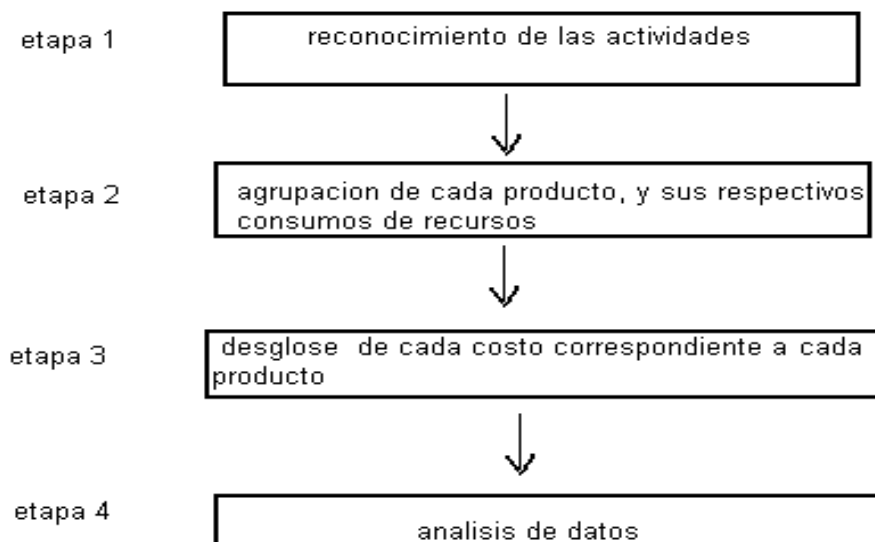 etapa 1
reconocimiento de las actividades
etapa 2
agrupacion de cada producto, y sus respectivos
consumos de recursos
etapa 3
desglose de cada costo correspondiente a cada
producto
etapa 4
analisis de datos